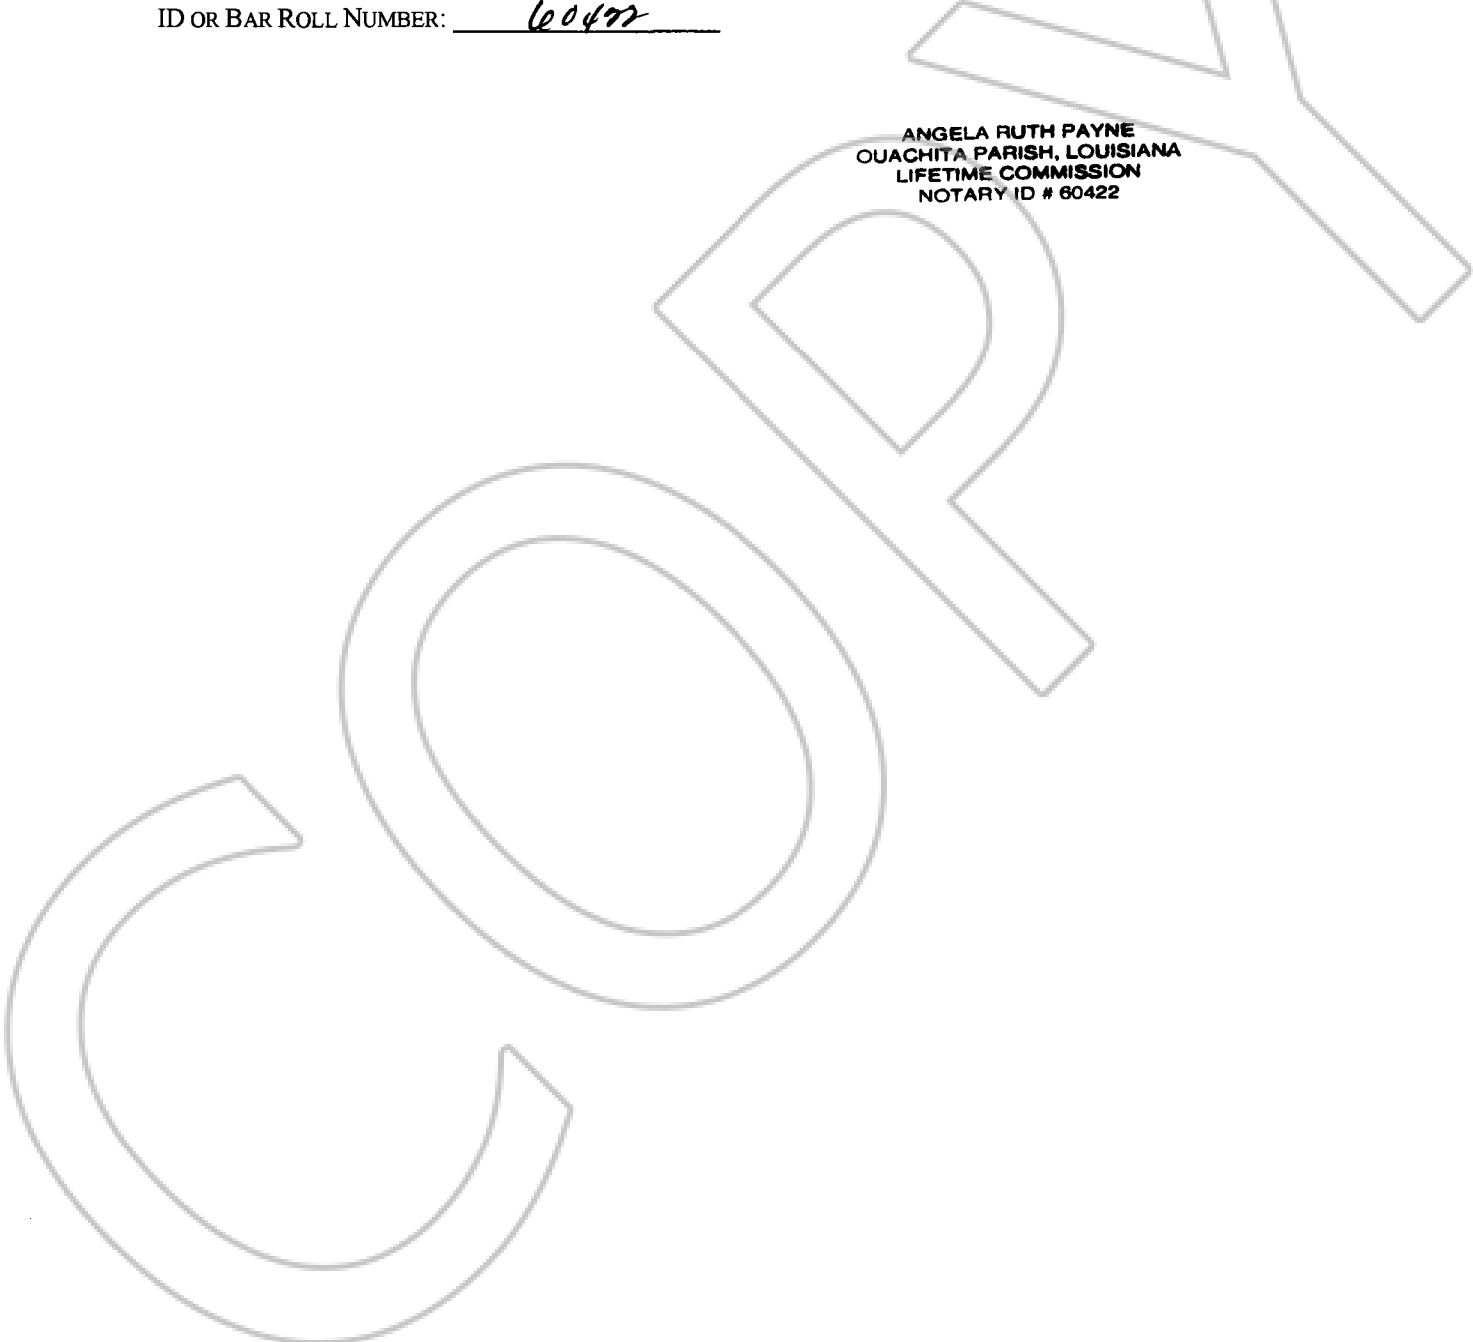 ID OR BAR ROLL NUMBER: 60422
ANGELA RUTH PAYNE
OUACHITA PARISH, LOUISIANA
LIFETIME COMMISSION
NOTARY ID # 60422
COPY